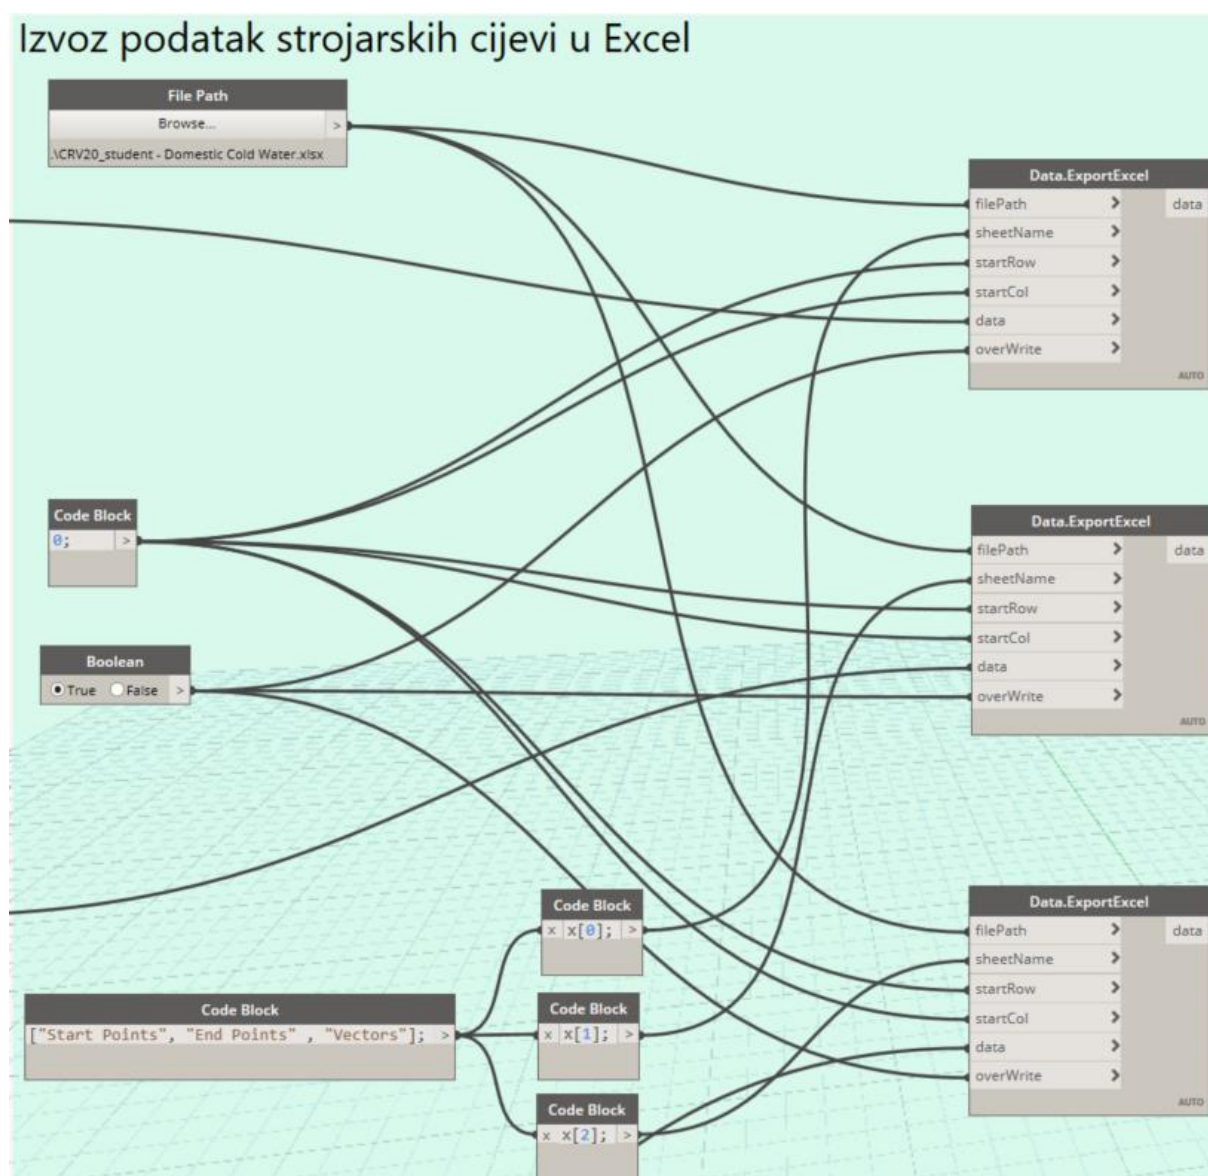 Izvoz podatak strojarskih cijevi u Excel
File Path
Browse...
>
.\CRV20_student - Domestic Cold Water.xlsx
Data.ExportExcel
filePath > data
sheetName >
startRow >
startCol >
data >
overWrite >
AUTO
Code Block
0; >
Data.ExportExcel
filePath > data
sheetName >
startRow >
startCol >
data >
overWrite >
AUTO
Boolean
True False >
Data.ExportExcel
filePath > data
sheetName >
startRow >
startCol >
data >
overWrite >
AUTO
Code Block
x x[0]; >
Code Block
["Start Points", "End Points" , "Vectors"]; >
Code Block
x x[1]; >
Code Block
x x[2]; >